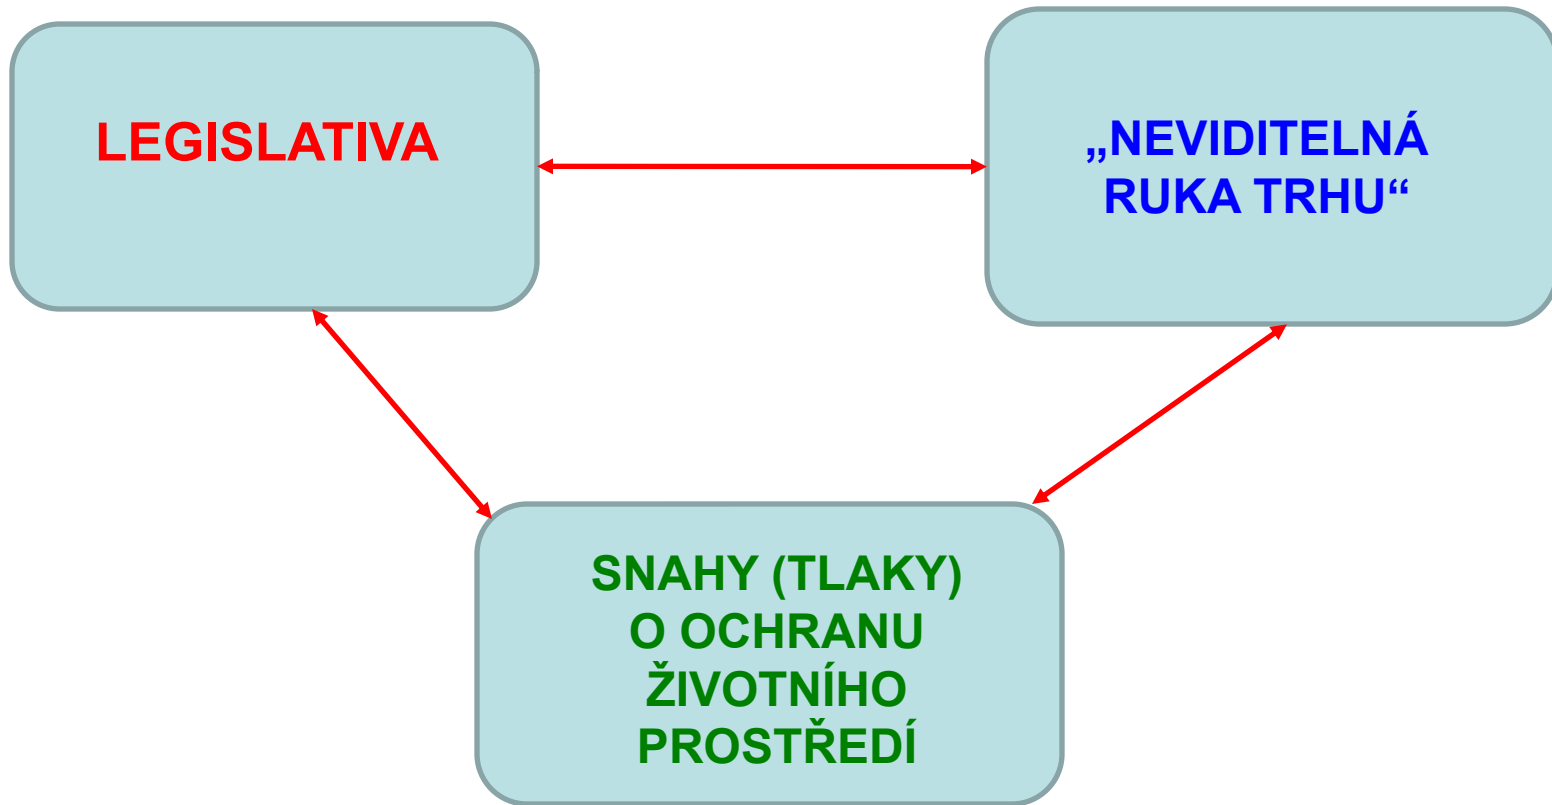 LEGISLATIVA
„NEVIDITELNÁ
RUKA TRHU“
SNAHY (TLAKY)
O OCHRANU
ŽIVOTNÍHO
PROSTŘEDÍ